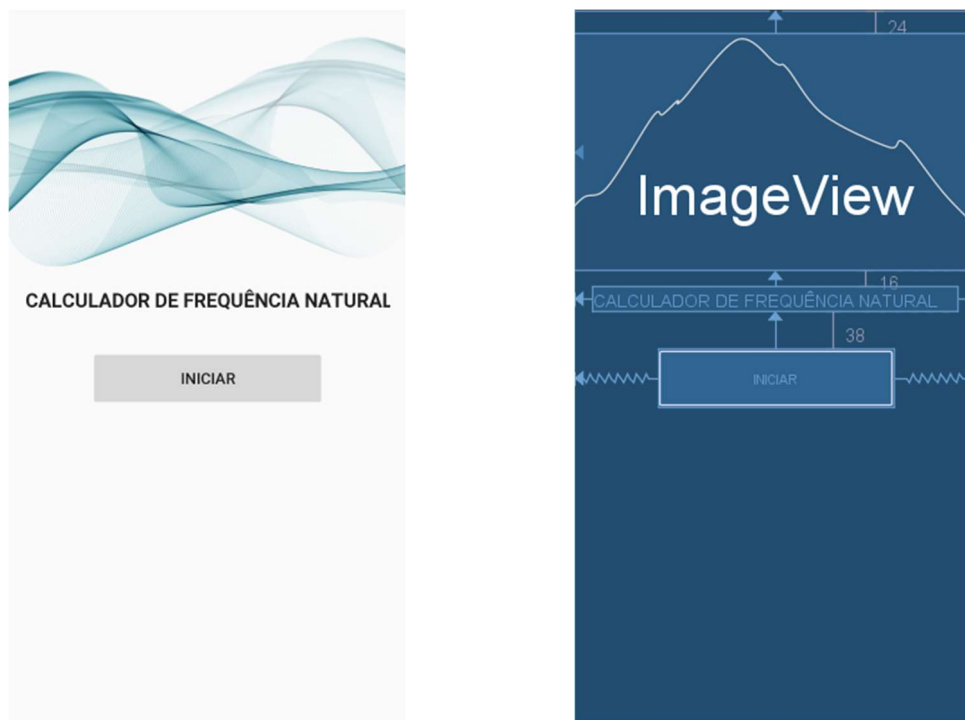 CALCULADOR DE FREQUÊNCIA NATURAL
INICIAR
24
ImageView
16
CALCULADOR DE FREQUÊNCIA NATURAL
38
INICIAR